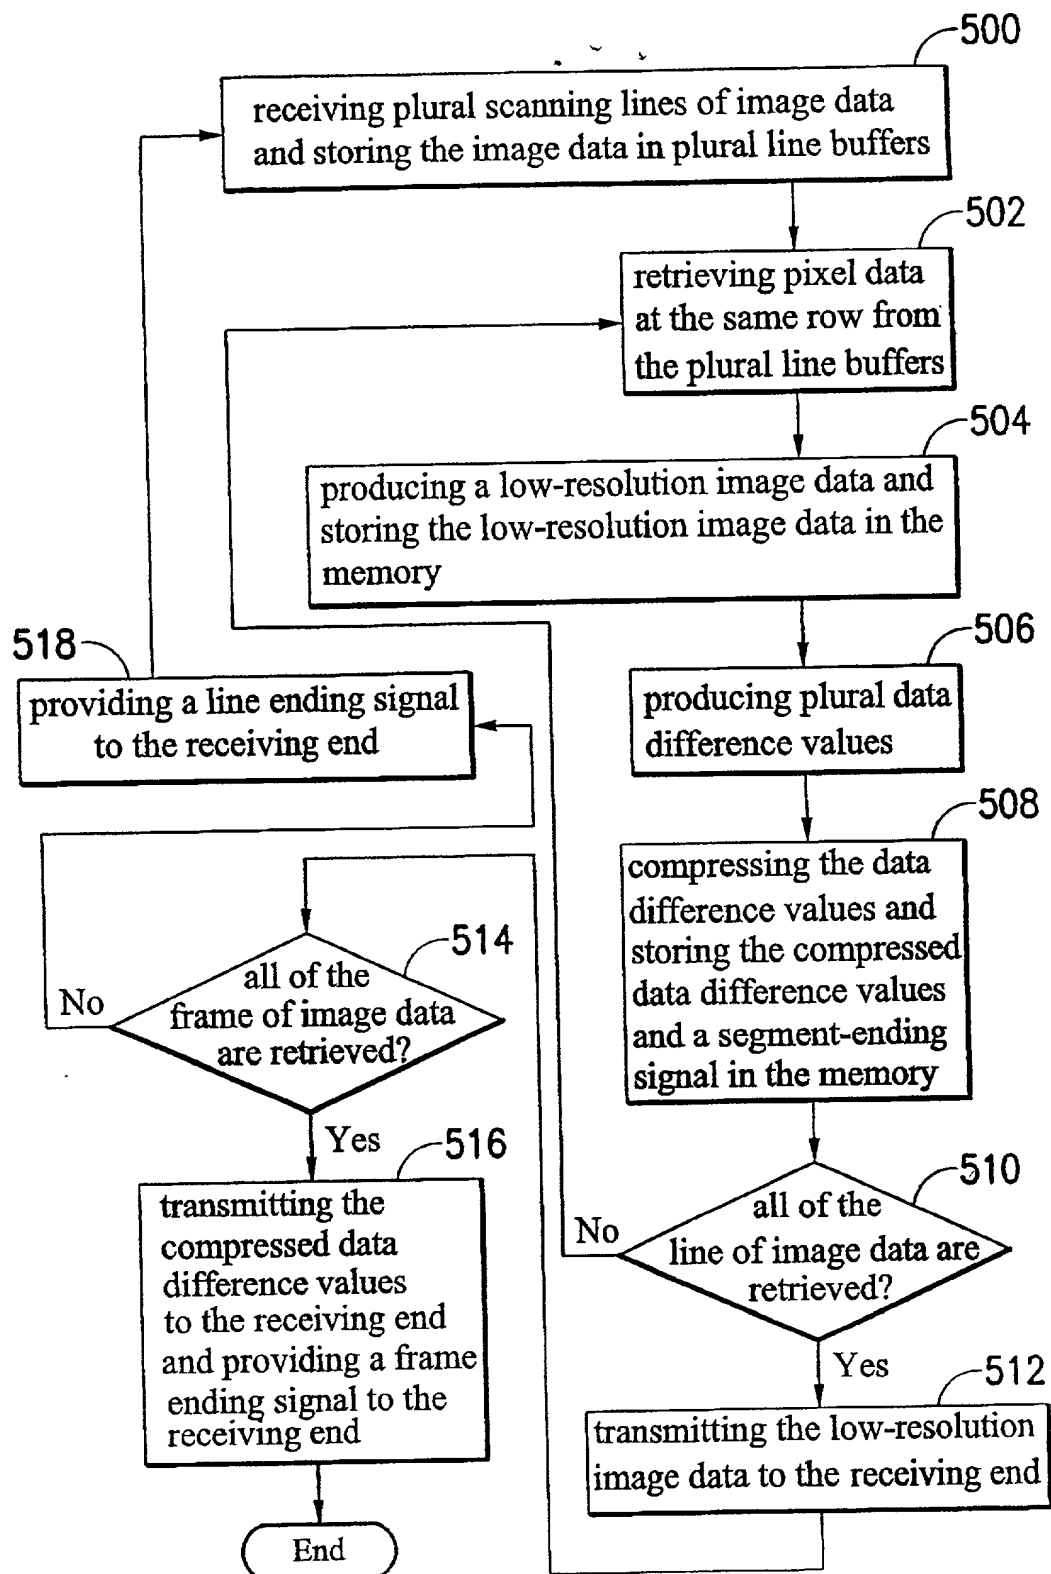 500
receiving plural scanning lines of image data
and storing the image data in plural line buffers
502
retrieving pixel data
at the same row from
the plural line buffers
504
producing a low-resolution image data and
storing the low-resolution image data in the
memory
506
producing plural data
difference values
508
compressing the data
difference values and
storing the compressed
data difference values
and a segment-ending
signal in the memory
510
all of the
line of image data are
retrieved?
No
Yes
512
transmitting the low-resolution
image data to the receiving end
514
all of the
frame of image data
are retrieved?
No
Yes
516
transmitting the
compressed data
difference values
to the receiving end
and providing a frame
ending signal to the
receiving end
End
518
providing a line ending signal
to the receiving end